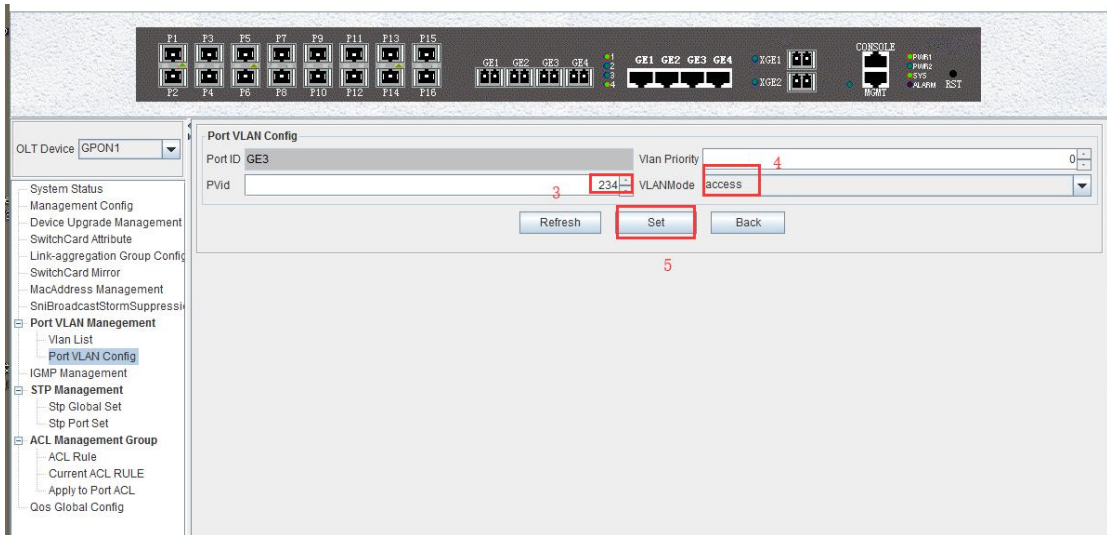 P1 P3 P5 P7 P9 P11 P13 P15
P2 P4 P6 P8 P10 P12 P14 P16
GE1 GE2 GE3 GE4
1
2
3
4
GE1 GE2 GE3 GE4
XGE1
XGE2
CONSOLE
MGMT
PWR1
PWR2
SYS
ALARM
RST
OLT Device GPON1
System Status
Management Config
Device Upgrade Management
SwitchCard Attribute
Link-aggregation Group Config
SwitchCard Mirror
MacAddress Management
SniBroadcastStormSuppressi
Port VLAN Manegement
Vlan List
Port VLAN Config
IGMP Management
STP Management
Stp Global Set
Stp Port Set
ACL Management Group
ACL Rule
Current ACL RULE
Apply to Port ACL
Qos Global Config
Port VLAN Config
Port ID GE3 Vlan Priority 4 0
PVid 3 234 VLANMode access
Refresh Set Back
5